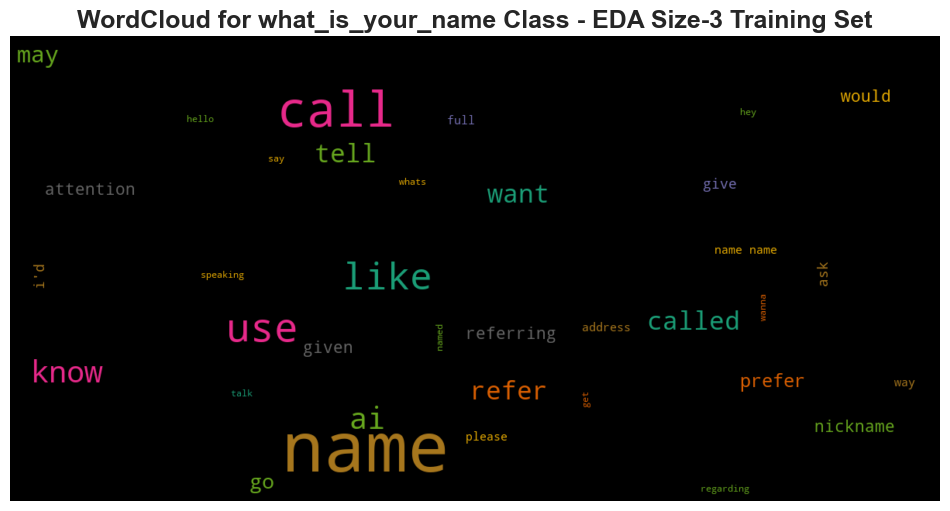 WordCloud for what_is_your_name Class - EDA Size-3 Training Set
may
would
call
hello
full
hey
tell
say
whats
give
attention
want
name name
i'd
speaking
like
ask
wanna
use
called
named
referring
address
given
know
prefer
way
talk
refer
get
ai
nickname
name
please
go
regarding